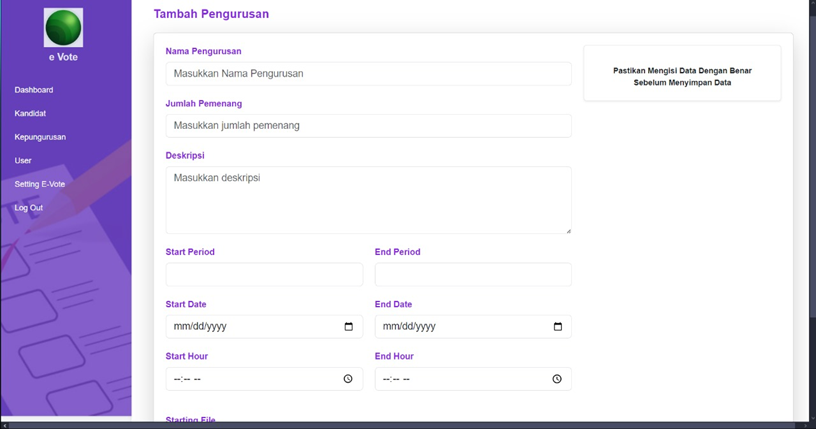 e Vote
Dashboard
Kandidat
Kepungurusan
User
Setting E-Vote
Log Out
Tambah Pengurusan
Nama Pengurusan
Masukkan Nama Pengurusan
Jumlah Pemenang
Masukkan jumlah pemenang
Deskripsi
Masukkan deskripsi
Start Period
End Period
Start Date
End Date
mm/dd/yyyy
mm/dd/yyyy
Start Hour
End Hour
--:-- --
--:-- --
Starting File
Pastikan Mengisi Data Dengan Benar
Sebelum Menyimpan Data